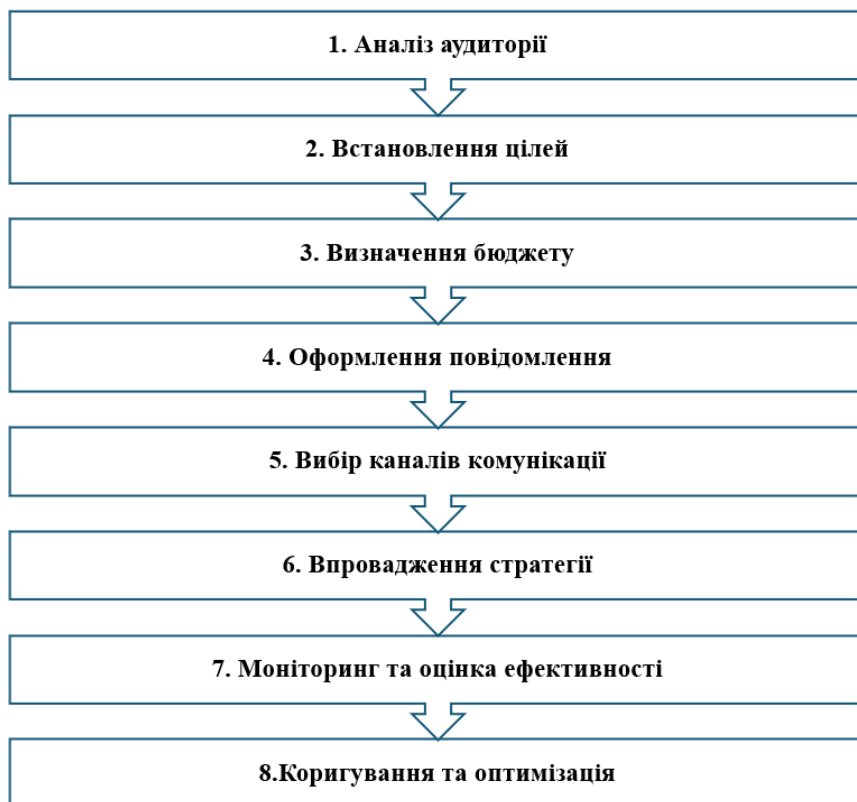 1. Аналіз аудиторії
2. Встановлення цілей
3. Визначення бюджету
4. Оформлення повідомлення
5. Вибір каналів комунікації
6. Впровадження стратегії
7. Моніторинг та оцінка ефективності
8.Коригування та оптимізація